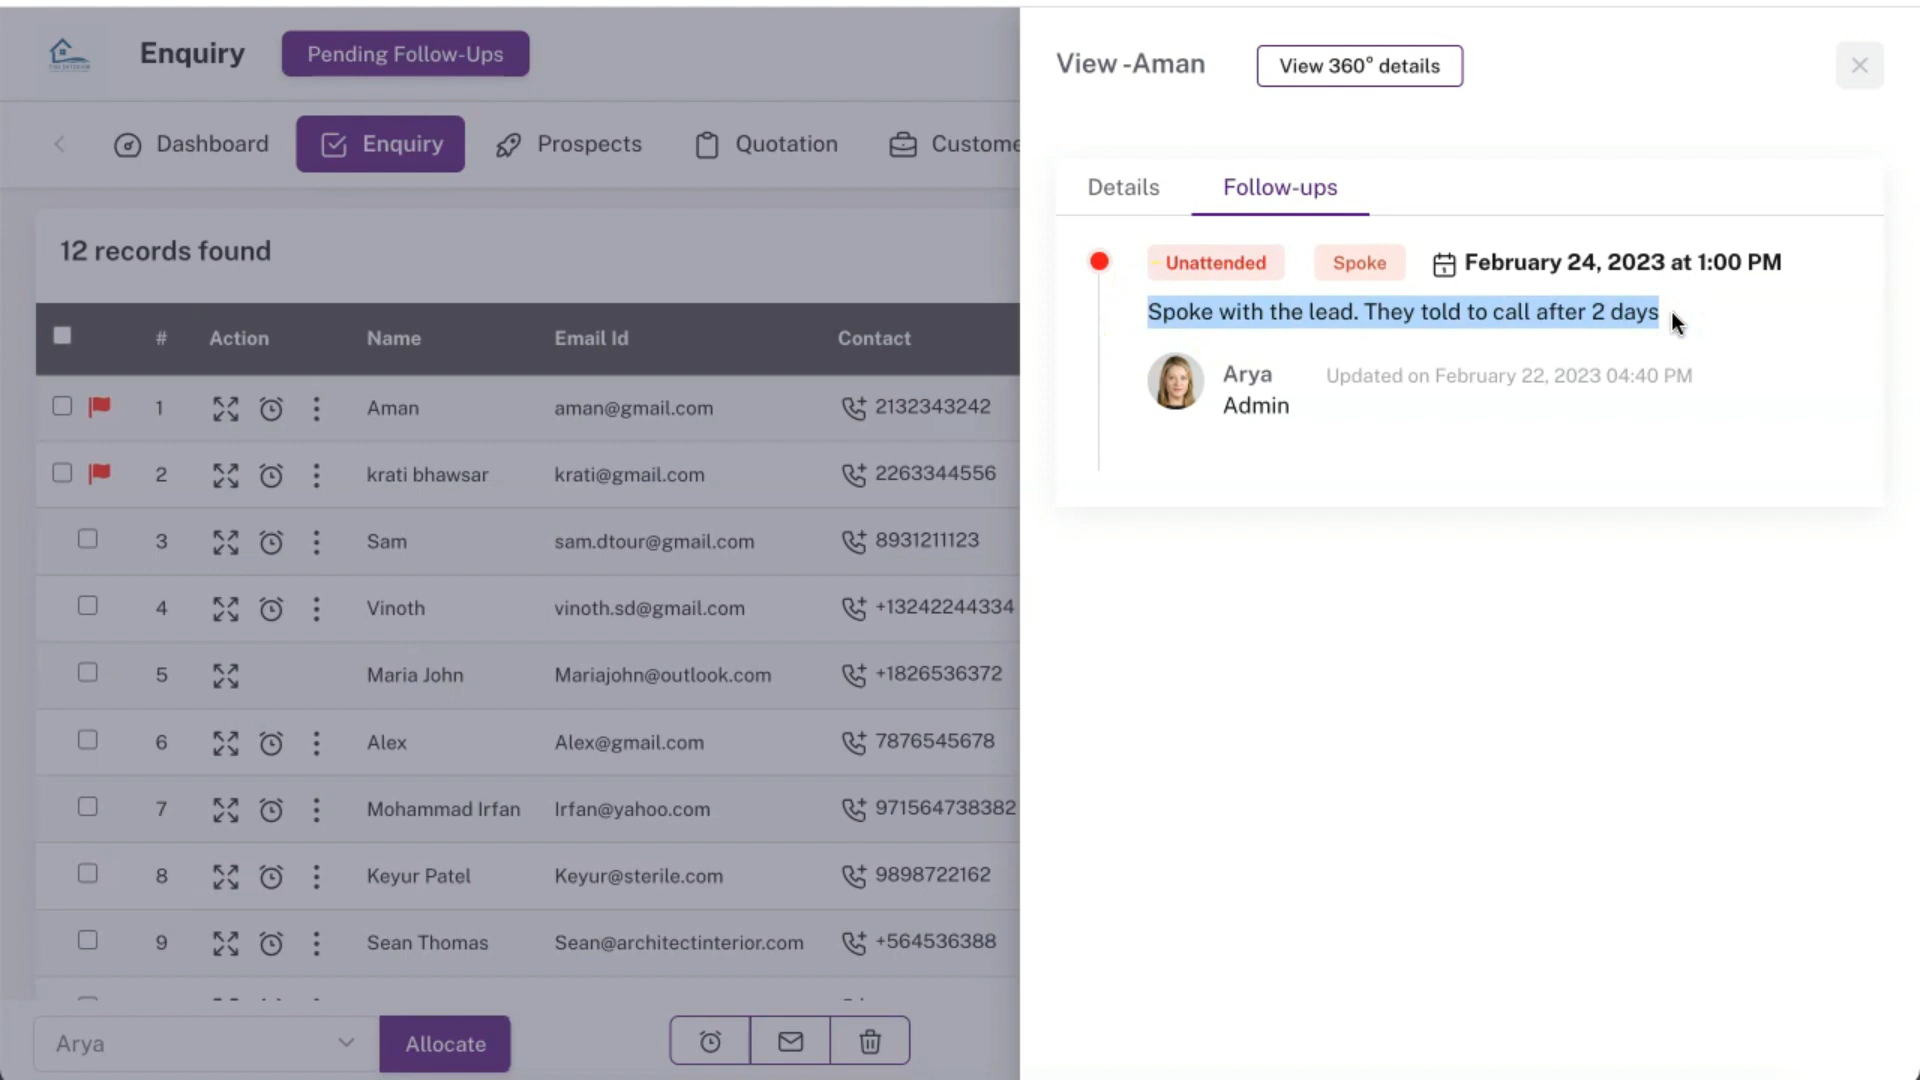 Enquiry
Pending Follow-Ups
Dashboard
Enquiry
Prospects
Quotation
Custome
12 records found
# Action Name Email Id Contact
1 Aman aman@gmail.com 2132343242
2 krati bhawsar krati@gmail.com 2263344556
3 Sam sam.dtour@gmail.com 8931211123
4 Vinoth vinoth.sd@gmail.com +13242244334
5 Maria John Mariajohn@outlook.com +1826536372
6 Alex Alex@gmail.com 7876545678
7 Mohammad Irfan Irfan@yahoo.com 971564738382
8 Keyur Patel Keyur@sterile.com 9898722162
9 Sean Thomas Sean@architectinterior.com +564536388
Arya
Allocate
View -Aman
View 360° details
Details
Follow-ups
Unattended Spoke February 24, 2023 at 1:00 PM
Spoke with the lead. They told to call after 2 days
Arya Updated on February 22, 2023 04:40 PM
Admin